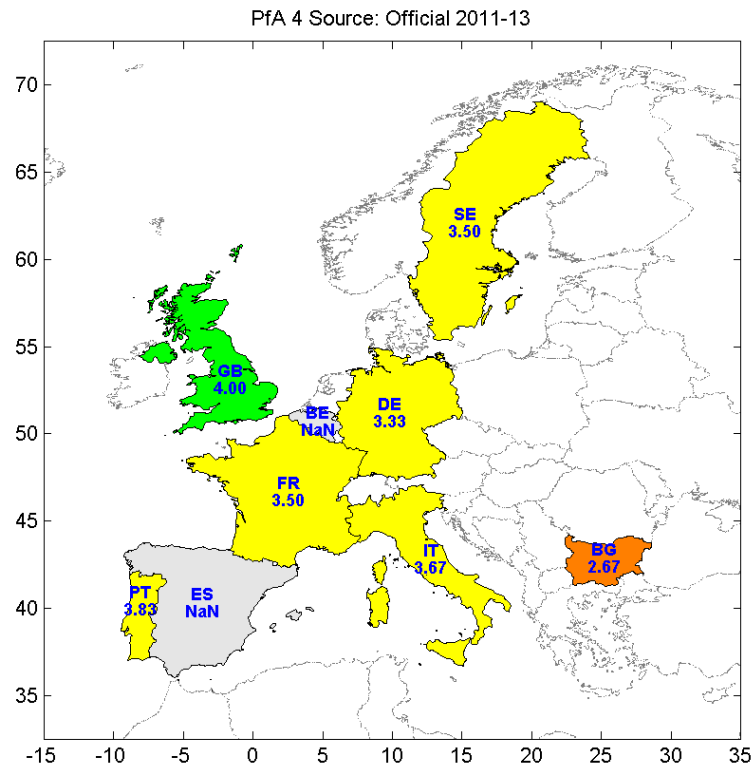 PfA 4 Source: Official 2011-13
70
65
SE
3.50
60
55
GB
4.00
DE
3.33
BE
NaN
50
FR
3.50
45
IT
3.67
BG
2.67
PT
3.83
ES
NaN
40
35
-15 -10 -5 0 5 10 15 20 25 30 35